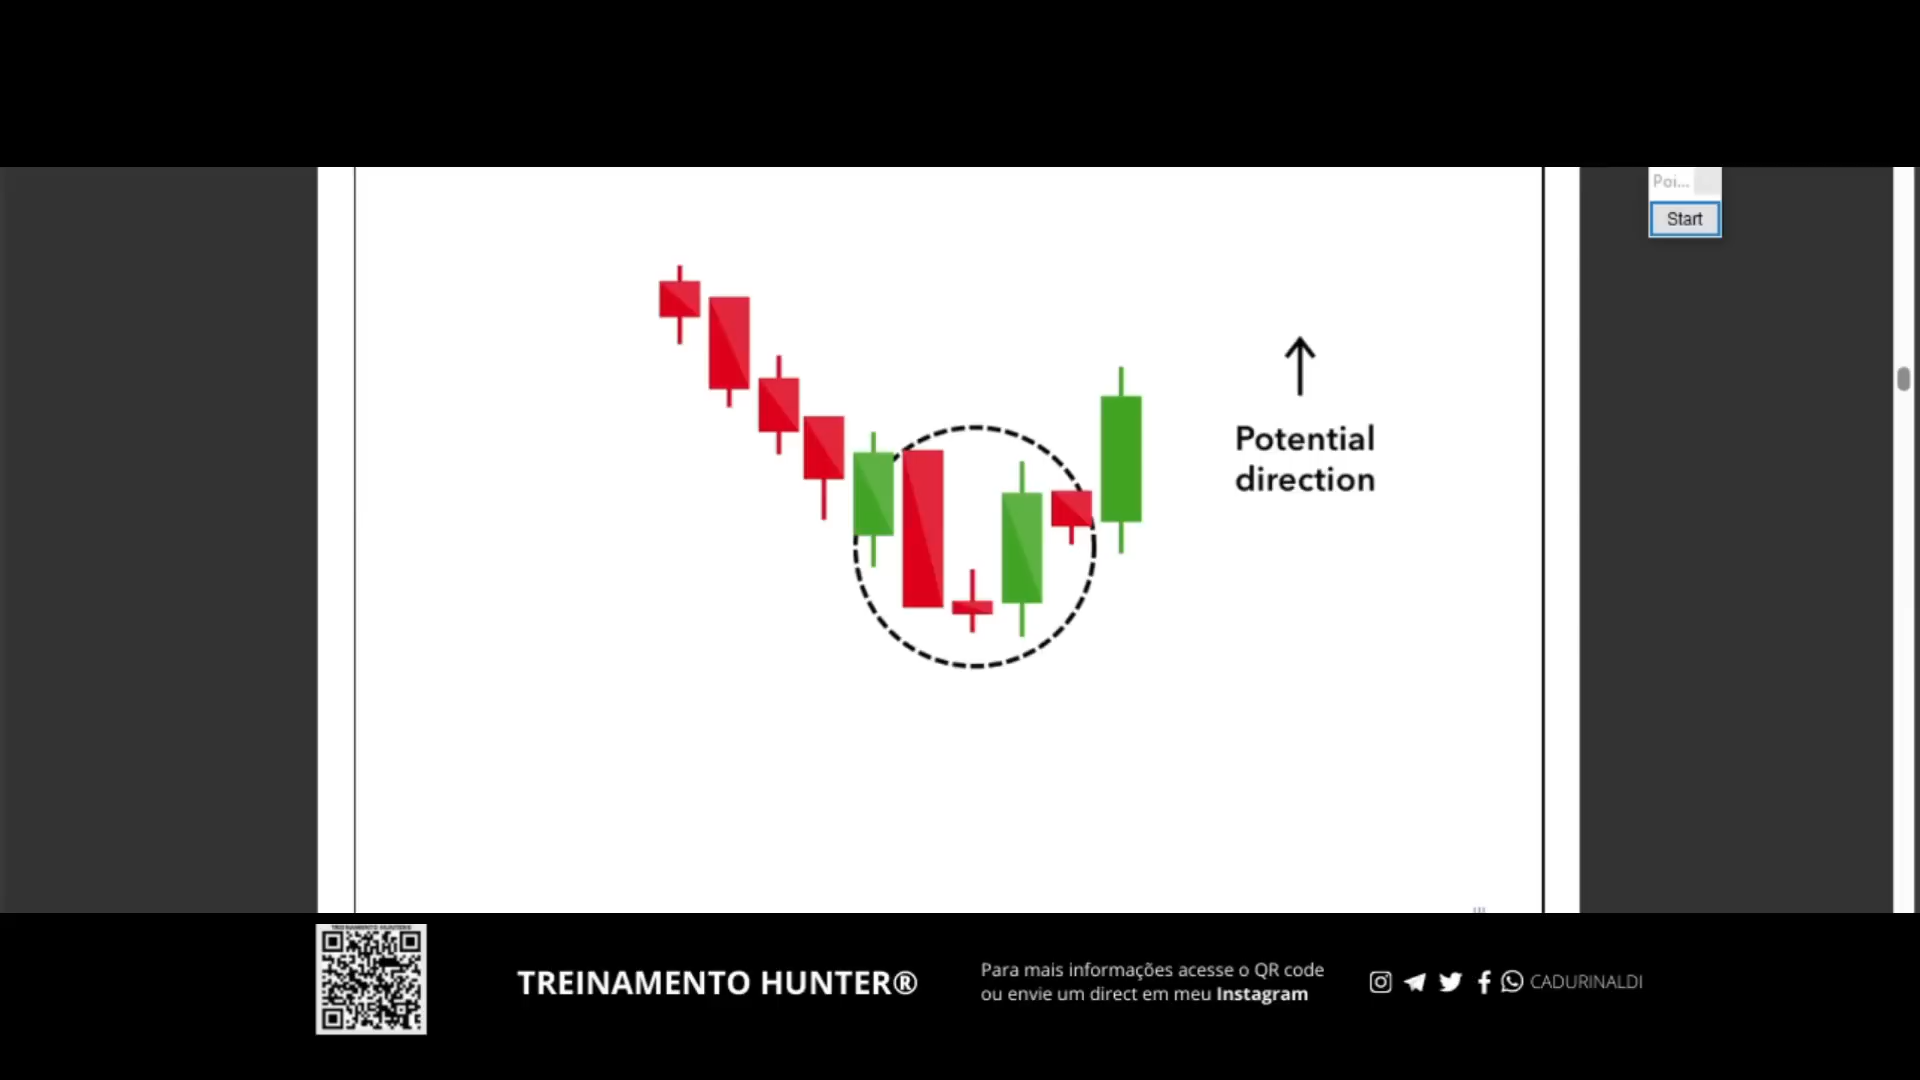 Poi...
Start
Potential
direction
TREINAMENTO HUNTER®
Para mais informações acesse o QR code
ou envie um direct em meu Instagram
CADURINALDI